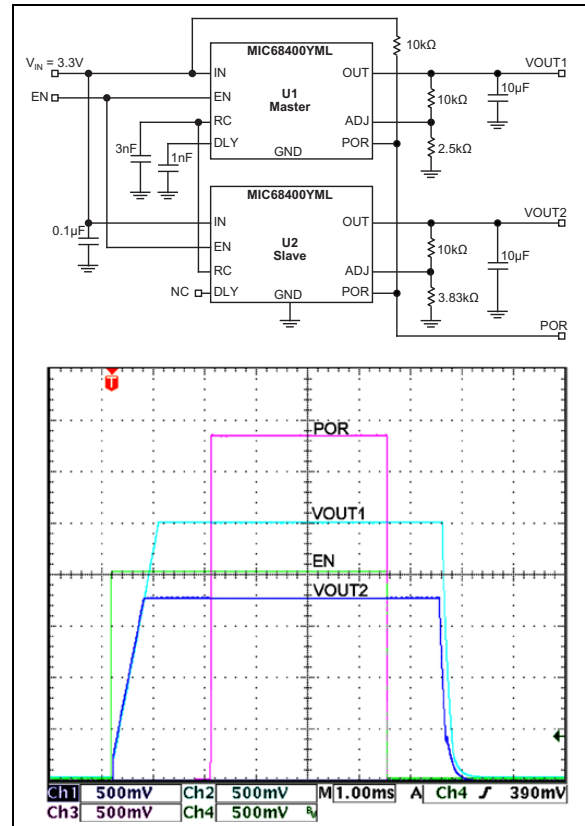 MIC68400YML
10kΩ
VIN = 3.3V
IN
OUT
VOUT1
EN
EN
U1
Master
10kΩ
10µF
RC
ADJ
3nF
DLY
POR
2.5kΩ
1nF
GND
MIC68400YML
IN
OUT
VOUT2
0.1µF
EN
U2
Slave
10kΩ
10µF
RC
ADJ
NC
DLY
GND
POR
3.83kΩ
POR
T
POR
VOUT1
EN
VOUT2
Ch1 500mV Ch2 500mV M 1.00ms A Ch4 390mV
Ch3 500mV Ch4 500mV